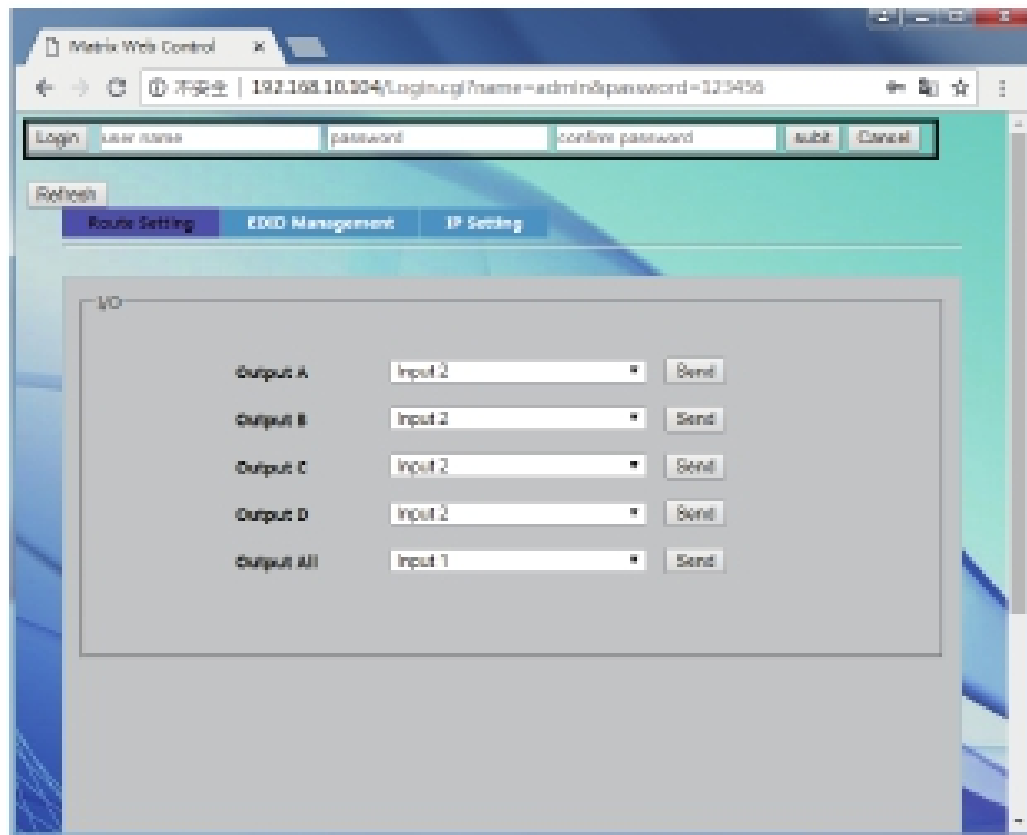 Matrix Web Control
不安全 | 192.168.10.104/Login.cgi?name=admin&password=123456
Login user name password confirm password subit Cancel
Refresh
Route Setting EDID Management IP Setting
I/O
Output A Input 2 Send
Output B Input 2 Send
Output C Input 2 Send
Output D Input 2 Send
Output All Input 1 Send